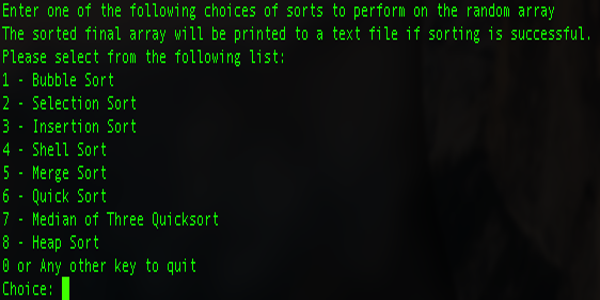 Enter one of the following choices of sorts to perform on the random array
The sorted final array will be printed to a text file if sorting is successful.
Please select from the following list:
1 - Bubble Sort
2 - Selection Sort
3 - Insertion Sort
4 - Shell Sort
5 - Merge Sort
6 - Quick Sort
7 - Median of Three Quicksort
8 - Heap Sort
0 or Any other key to quit
Choice: